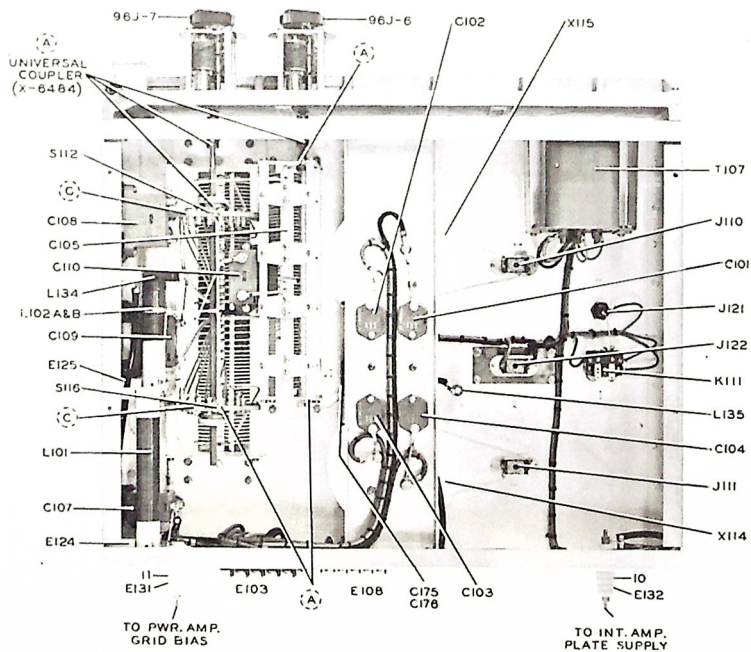 96J-7
96J-6
C102
X115
(A)
UNIVERSAL
COUPLER
(X-6484)
(A)
S112
(C)
C108
C105
C110
L134
L102 A&B
C109
E125
S116
(C)
L101
C107
E124
T107
J110
C101
J121
J122
K111
L135
C104
J111
X114
11
E131
E103
(A)
E108
C175
C176
C103
10
E132
TO PWR. AMP.
GRID BIAS
TO INT. AMP.
PLATE SUPPLY